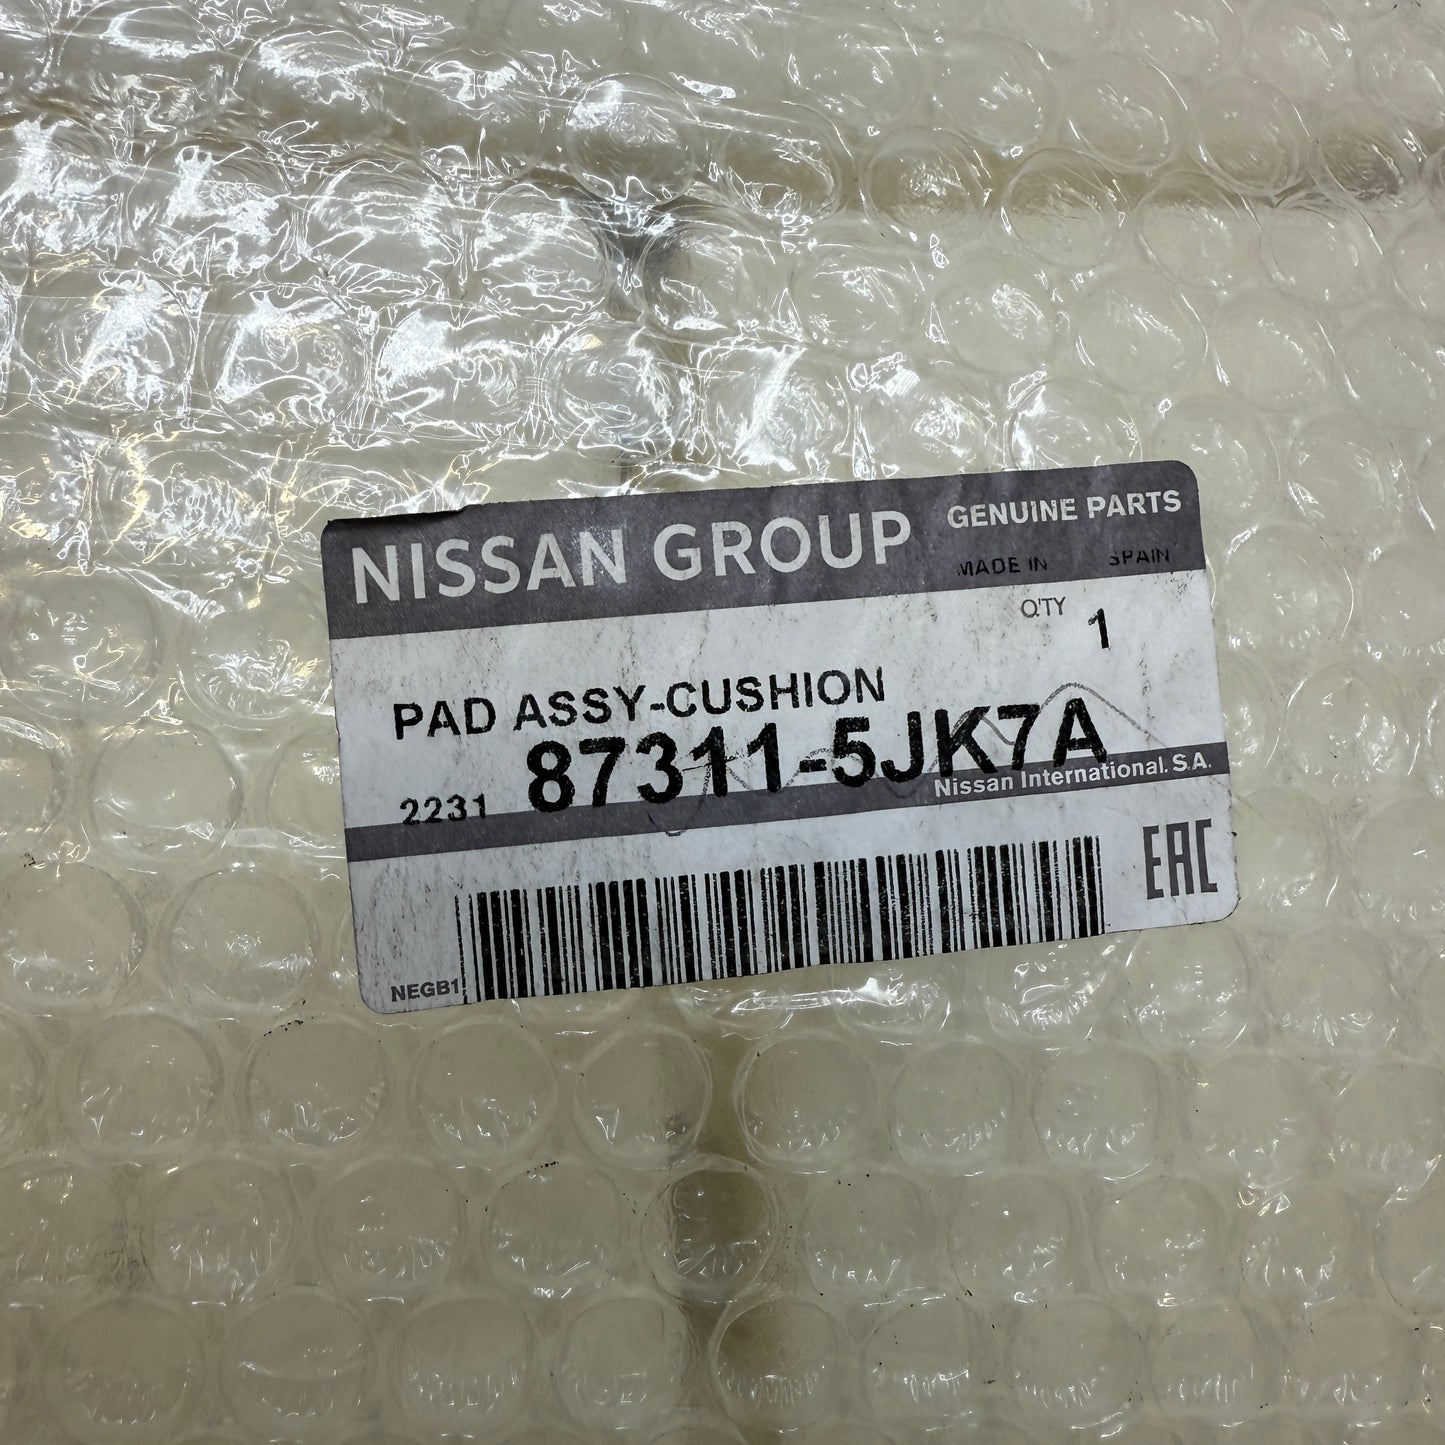 NISSAN GROUP
GENUINE PARTS
MADE IN SPAIN
Q'TY 1
PAD ASSY-CUSHION
2231 87311-5JK7A
Nissan International. S.A.
EAC
NEGB1